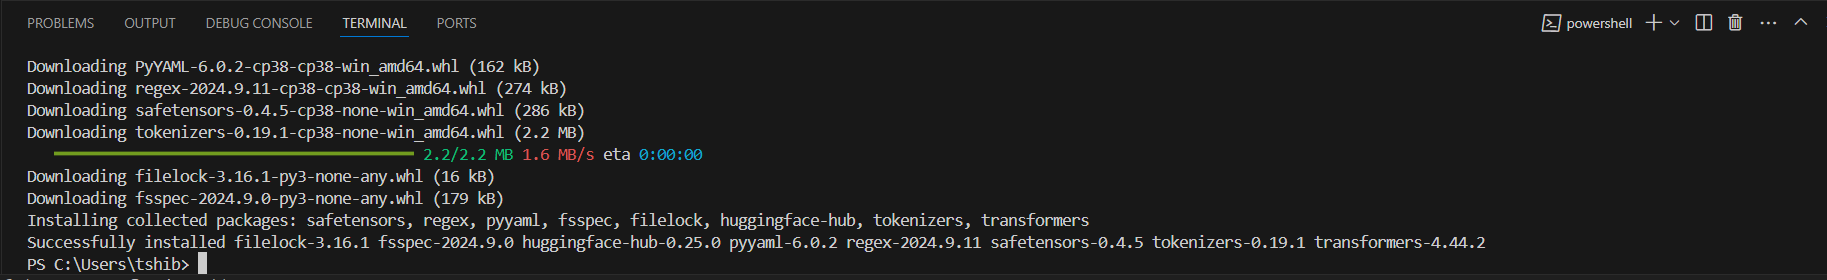 PROBLEMS OUTPUT DEBUG CONSOLE TERMINAL PORTS powershell
Downloading PyYAML-6.0.2-cp38-cp38-win_amd64.whl (162 kB)
Downloading regex-2024.9.11-cp38-cp38-win_amd64.whl (274 kB)
Downloading safetensors-0.4.5-cp38-none-win_amd64.whl (286 kB)
Downloading tokenizers-0.19.1-cp38-none-win_amd64.whl (2.2 MB)
2.2/2.2 MB 1.6 MB/s eta 0:00:00
Downloading filelock-3.16.1-py3-none-any.whl (16 kB)
Downloading fsspec-2024.9.0-py3-none-any.whl (179 kB)
Installing collected packages: safetensors, regex, pyyaml, fsspec, filelock, huggingface-hub, tokenizers, transformers
Successfully installed filelock-3.16.1 fsspec-2024.9.0 huggingface-hub-0.25.0 pyyaml-6.0.2 regex-2024.9.11 safetensors-0.4.5 tokenizers-0.19.1 transformers-4.44.2
PS C:\Users\tshib>